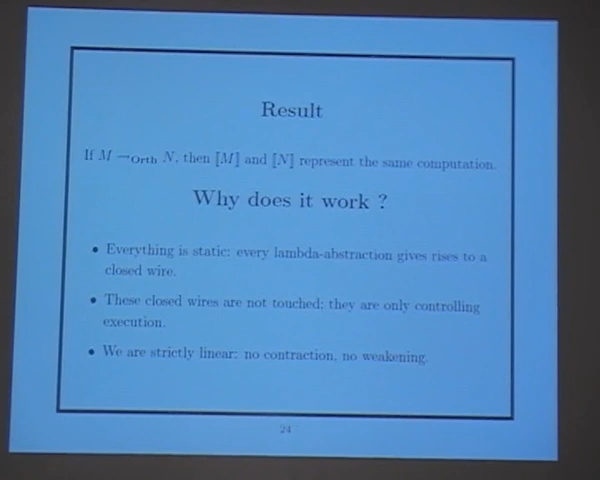 Result
If M →Orth N, then ⟦M⟧ and ⟦N⟧ represent the same computation.
Why does it work ?
• Everything is static: every lambda-abstraction gives rises to a
closed wire.
• These closed wires are not touched; they are only controlling
execution.
• We are strictly linear: no contraction, no weakening.
24